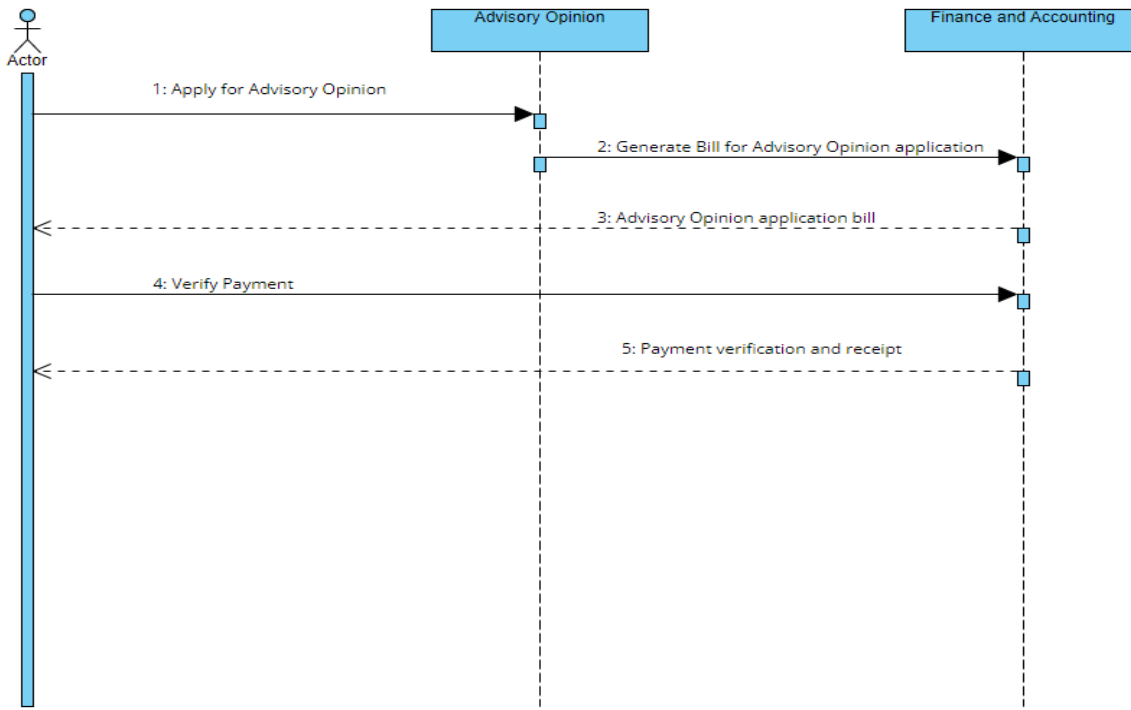 Advisory Opinion
Finance and Accounting
Actor
1: Apply for Advisory Opinion
2: Generate Bill for Advisory Opinion application
3: Advisory Opinion application bill
4: Verify Payment
5: Payment verification and receipt